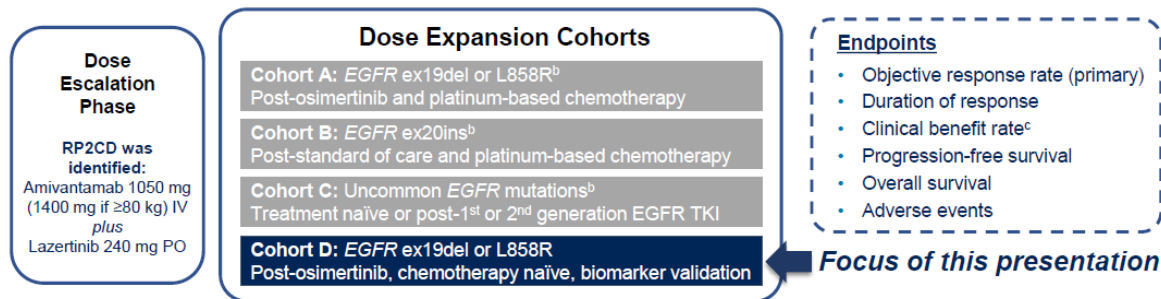 Dose
Escalation
Phase
RP2CD was
identified:
Amivantamab 1050 mg
(1400 mg if ≥80 kg) IV
plus
Lazertinib 240 mg PO
Dose Expansion Cohorts
Cohort A: EGFR ex19del or L858Rᵇ
Post-osimertinib and platinum-based chemotherapy
Cohort B: EGFR ex20insᵇ
Post-standard of care and platinum-based chemotherapy
Cohort C: Uncommon EGFR mutationsᵇ
Treatment naïve or post-1ˢᵗ or 2ⁿᵈ generation EGFR TKI
Cohort D: EGFR ex19del or L858R
Post-osimertinib, chemotherapy naïve, biomarker validation
Endpoints
• Objective response rate (primary)
• Duration of response
• Clinical benefit rateᶜ
• Progression-free survival
• Overall survival
• Adverse events
Focus of this presentation